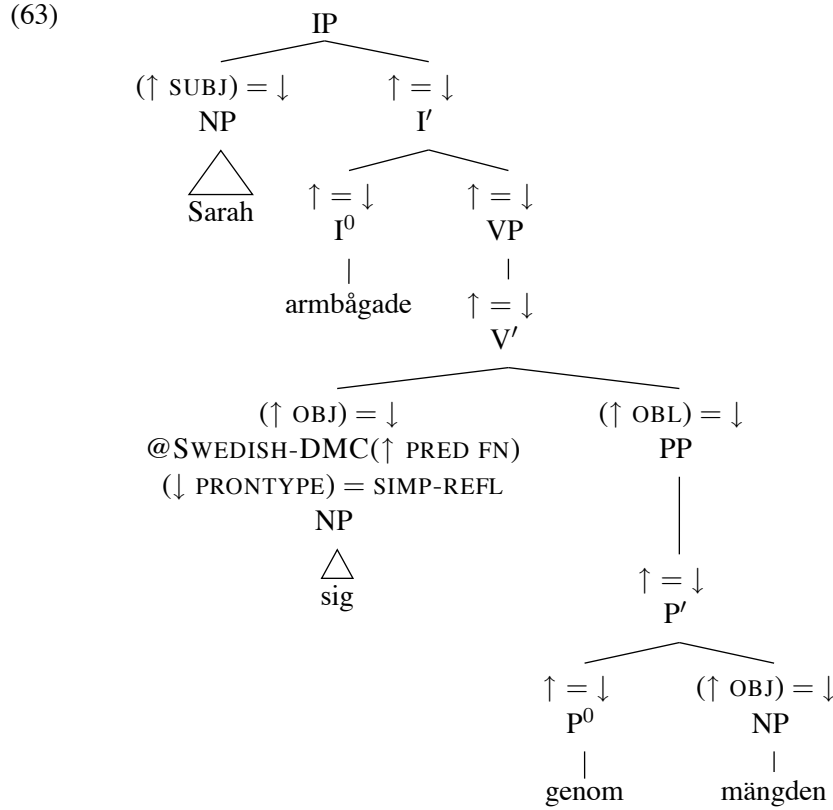 (63)
IP
(↑ SUBJ) = ↓ ↑ = ↓
NP I′
Sarah ↑ = ↓ ↑ = ↓
I⁰ VP
armbågade ↑ = ↓
V′
(↑ OBJ) = ↓ (↑ OBL) = ↓
@SWEDISH-DMC(↑ PRED FN) PP
(↓ PRONTYPE) = SIMP-REFL
NP
sig ↑ = ↓
P′
↑ = ↓ (↑ OBJ) = ↓
P⁰ NP
genom mängden